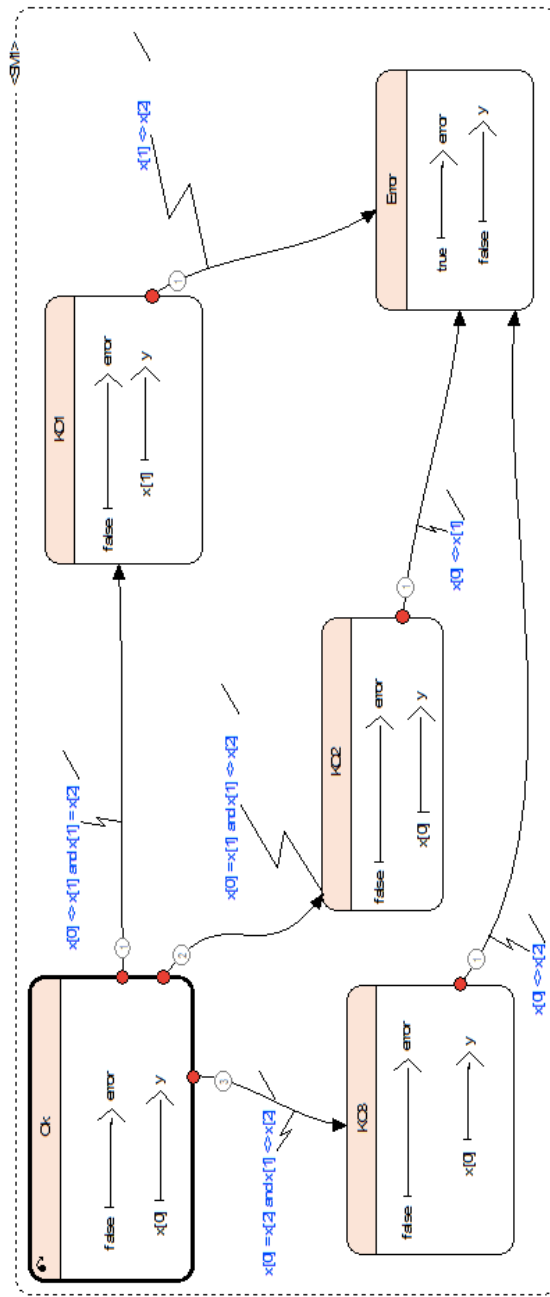 <SM1>
Ok
false
error
x[0]
y
1
2
3
x[0] <> x[1] and x[1] = x[2]
x[0] = x[1] and x[1] <> x[2]
x[0] = x[2] and x[1] <> x[2]
KO1
false
error
x[1]
y
1
x[1] <> x[2]
KO2
false
error
x[0]
y
1
x[0] <> x[1]
KO3
false
error
x[0]
y
1
x[0] <> x[2]
Error
true
error
false
y